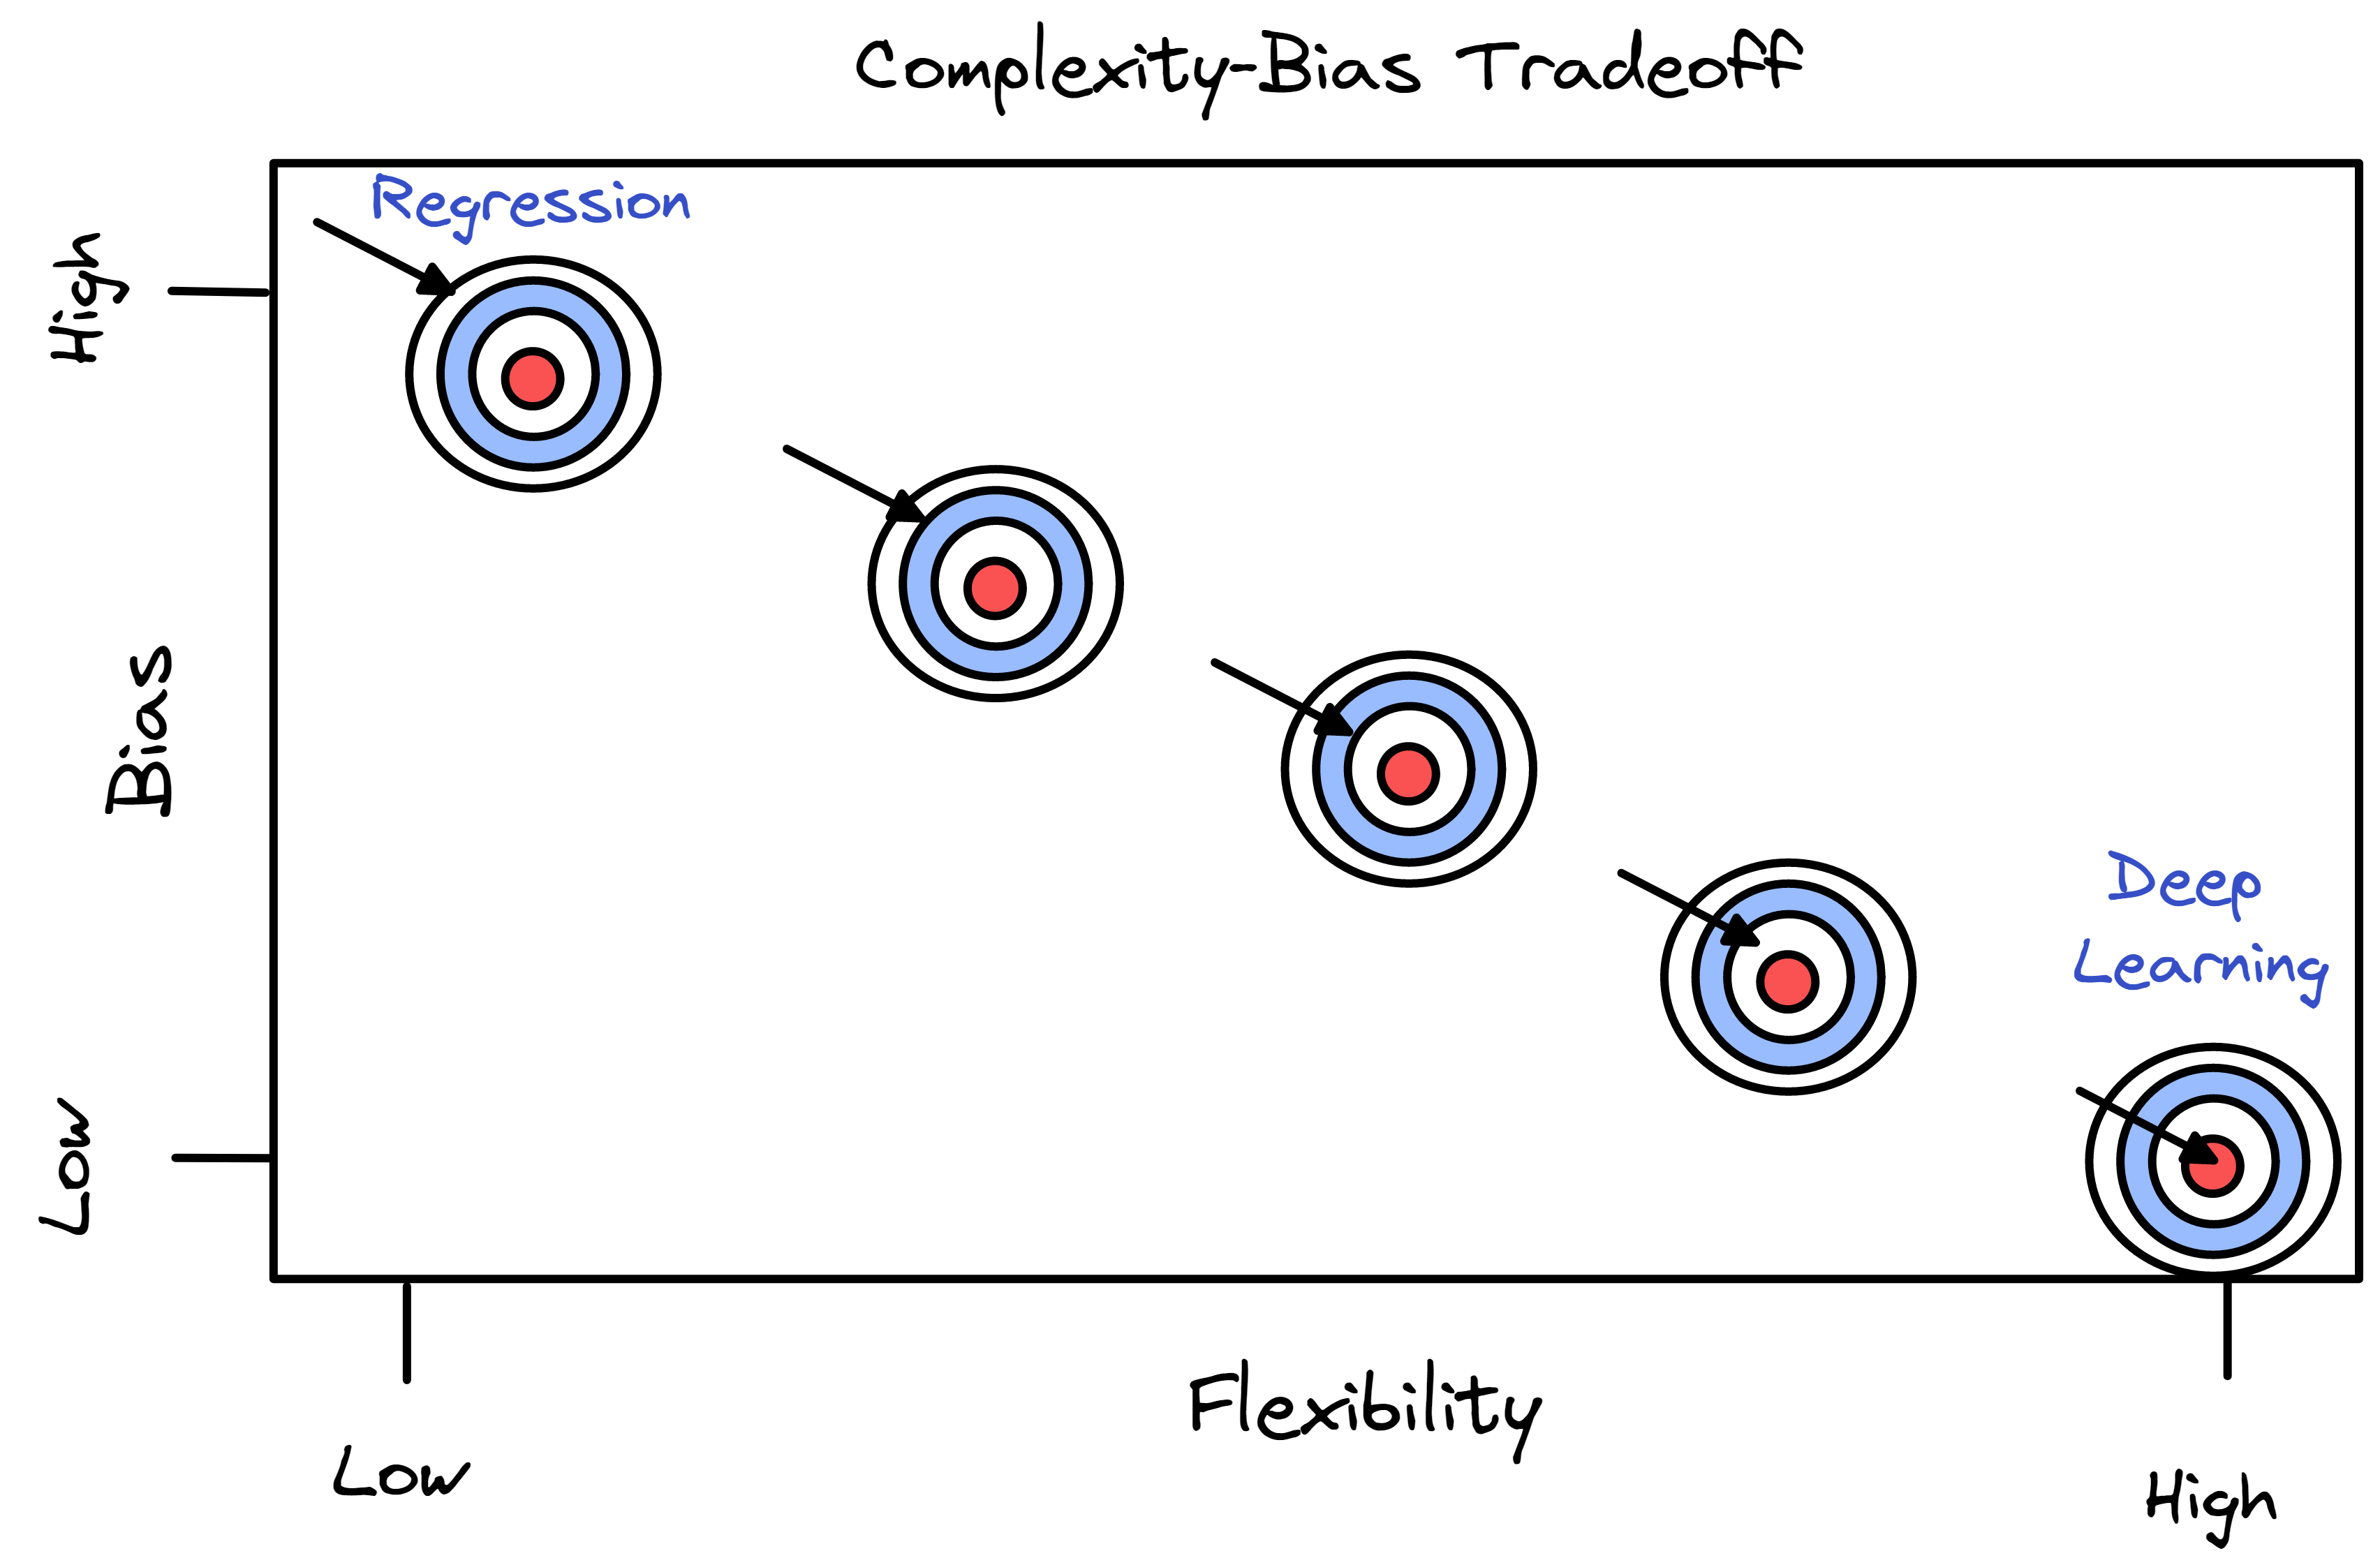 Complexity-Bias Tradeoff
Regression
High
Bias
Deep
Learning
Low
Flexibility
Low
High